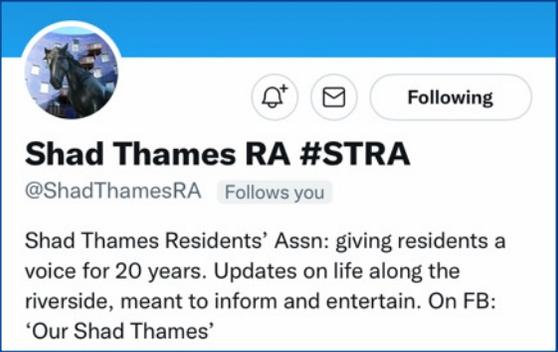 Following
Shad Thames RA #STRA
@ShadThamesRA Follows you
Shad Thames Residents’ Assn: giving residents a
voice for 20 years. Updates on life along the
riverside, meant to inform and entertain. On FB:
‘Our Shad Thames’